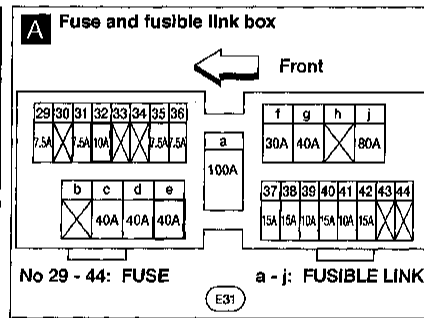 A Fuse and fusible link box
Front
29 30 31 32 33 34 35 36
7.5A 7.5A 10A 7.5A 7.5A
a
100A
f g h j
30A 40A 80A
b c d e
40A 40A 40A
37 38 39 40 41 42 43 44
15A 15A 10A 15A 10A 15A
No 29 - 44: FUSE
a - j: FUSIBLE LINK
E31